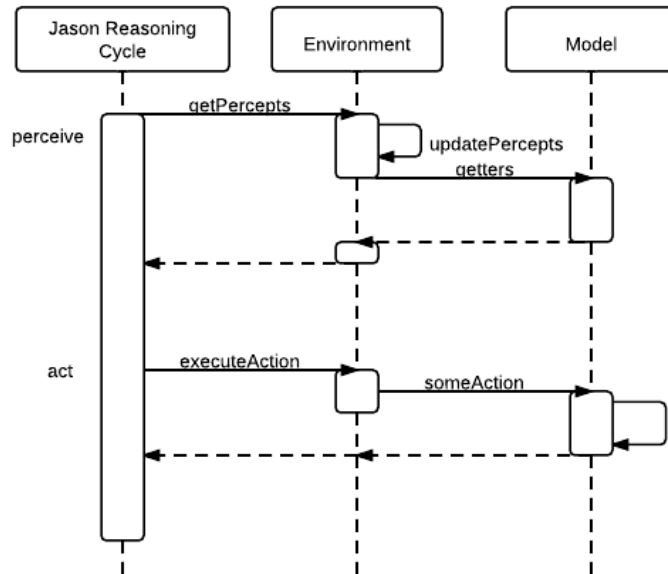 Jason Reasoning
Cycle
Environment
Model
getPercepts
perceive
updatePercepts
getters
executeAction
act
someAction